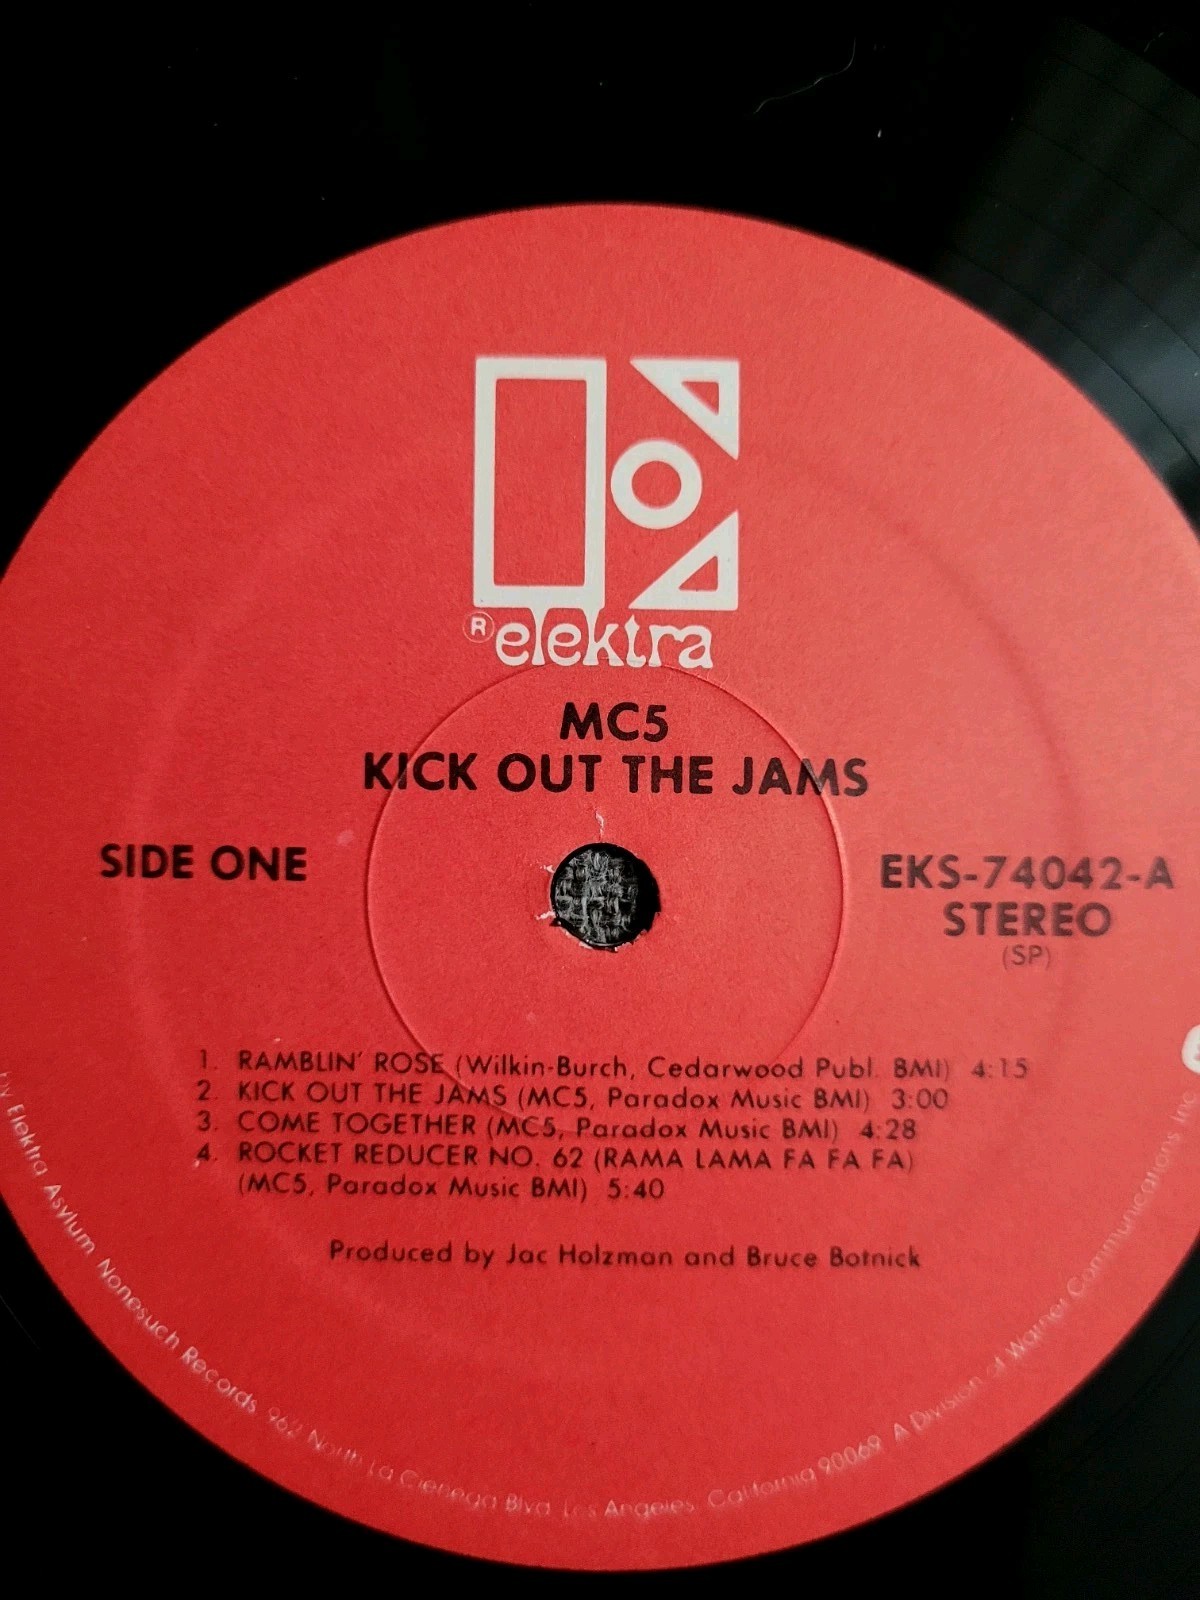 ® elektra
MC5
KICK OUT THE JAMS
SIDE ONE
EKS-74042-A
STEREO
(SP)
1. RAMBLIN' ROSE (Wilkin-Burch, Cedarwood Publ. BMI) 4:15
2. KICK OUT THE JAMS (MC5, Paradox Music BMI) 3:00
3. COME TOGETHER (MC5, Paradox Music BMI) 4:28
4. ROCKET REDUCER NO. 62 (RAMA LAMA FA FA FA)
(MC5, Paradox Music BMI) 5:40
Produced by Jac Holzman and Bruce Botnick
by Elektra Asylum Nonesuch Records 962 North La Cienega Blvd. Los Angeles, California 90069 A Division of Warner Communications Inc.